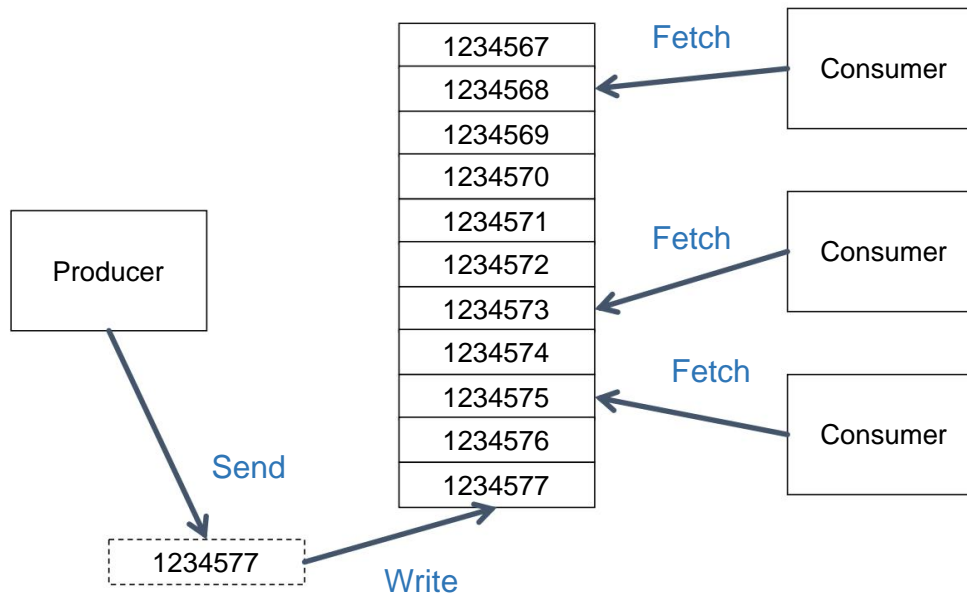 1234567
1234568
1234569
1234570
1234571
1234572
1234573
1234574
1234575
1234576
1234577
Fetch
Consumer
Fetch
Consumer
Fetch
Consumer
Producer
Send
1234577
Write